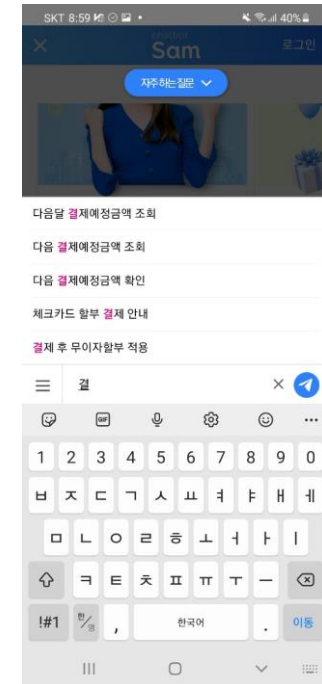 SKT 8:59
40%
chatbot
Sam
로그인
자주하는질문
다음달 결제예정금액 조회
다음 결제예정금액 조회
다음 결제예정금액 확인
체크카드 할부 결제 안내
결제 후 무이자할부 적용
결
GIF
1 2 3 4 5 6 7 8 9 0
ㅂ ㅈ ㄷ ㄱ ㅅ ㅛ ㅕ ㅑ ㅐ ㅔ
ㅁ ㄴ ㅇ ㄹ ㅎ ㅗ ㅓ ㅏ ㅣ
ㅋ ㅌ ㅊ ㅍ ㅠ ㅜ ㅡ
!#1 한/영 , 한국어 . 이동